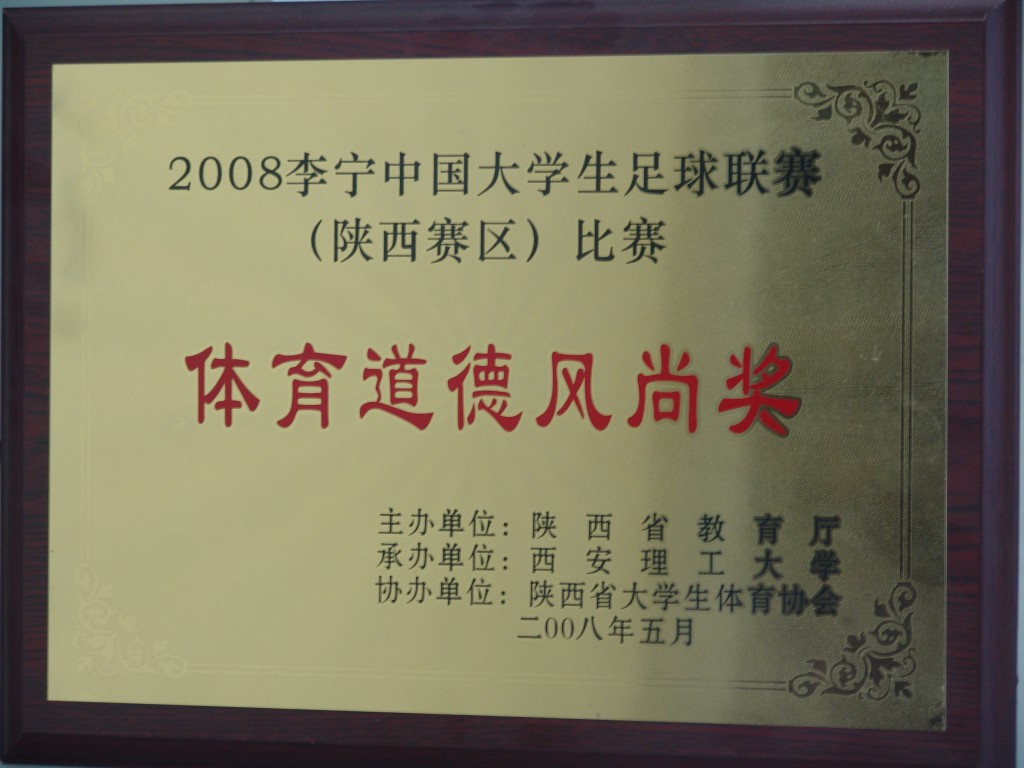 2008李宁中国大学生足球联赛
（陕西赛区）比赛
体育道德风尚奖
主办单位：陕西省教育厅
承办单位：西安理工大学
协办单位：陕西省大学生体育协会
二00八年五月